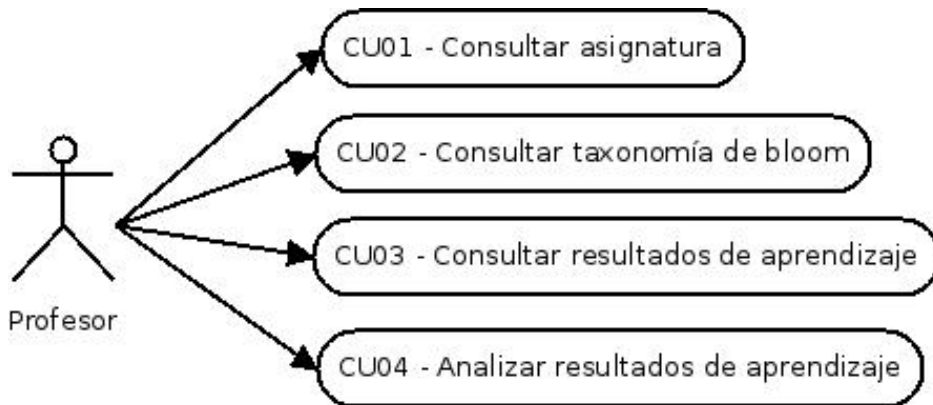 CU01 - Consultar asignatura
CU02 - Consultar taxonomía de bloom
CU03 - Consultar resultados de aprendizaje
Profesor
CU04 - Analizar resultados de aprendizaje